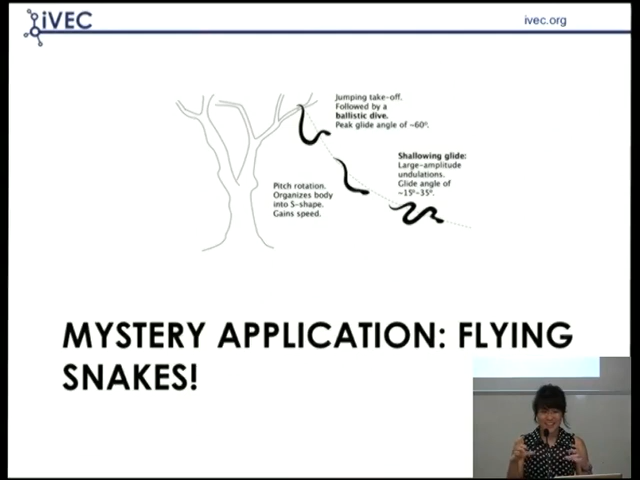 iVEC
ivec.org
Jumping take-off.
Followed by a
ballistic dive.
Peak glide angle of ~60°.
Shallowing glide:
Large-amplitude
undulations.
Glide angle of
~15°-35°.
Pitch rotation.
Organizes body
into S-shape.
Gains speed.
MYSTERY APPLICATION: FLYING
SNAKES!